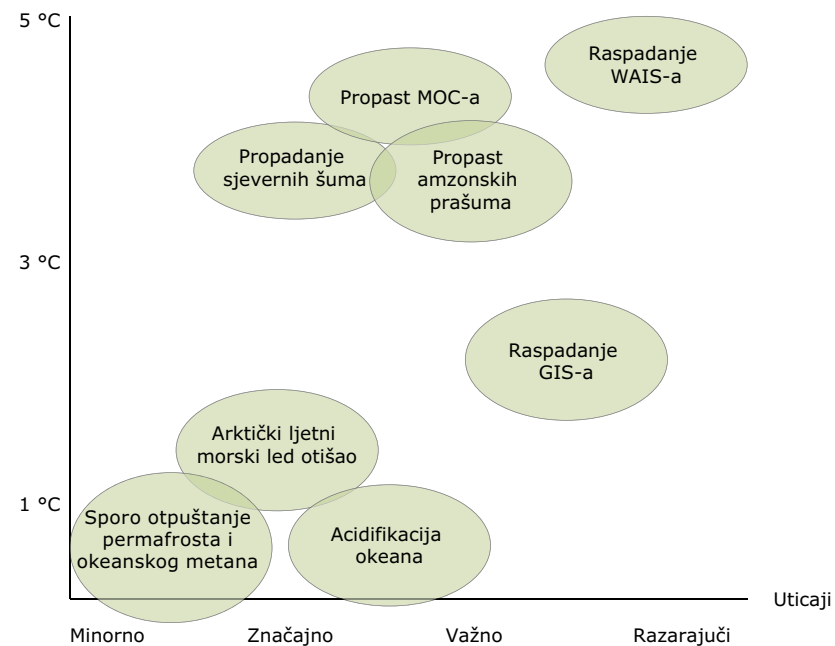 5 °C
Raspadanje
WAIS-a
Propast MOC-a
Propadanje
sjevernih šuma
Propast
amzonskih
prašuma
3 °C
Raspadanje
GIS-a
Arktički ljetni
morski led otišao
1 °C
Sporo otpuštanje
permafrosta i
okeanskog metana
Acidifikacija
okeana
Uticaji
Minorno
Značajno
Važno
Razarajuči